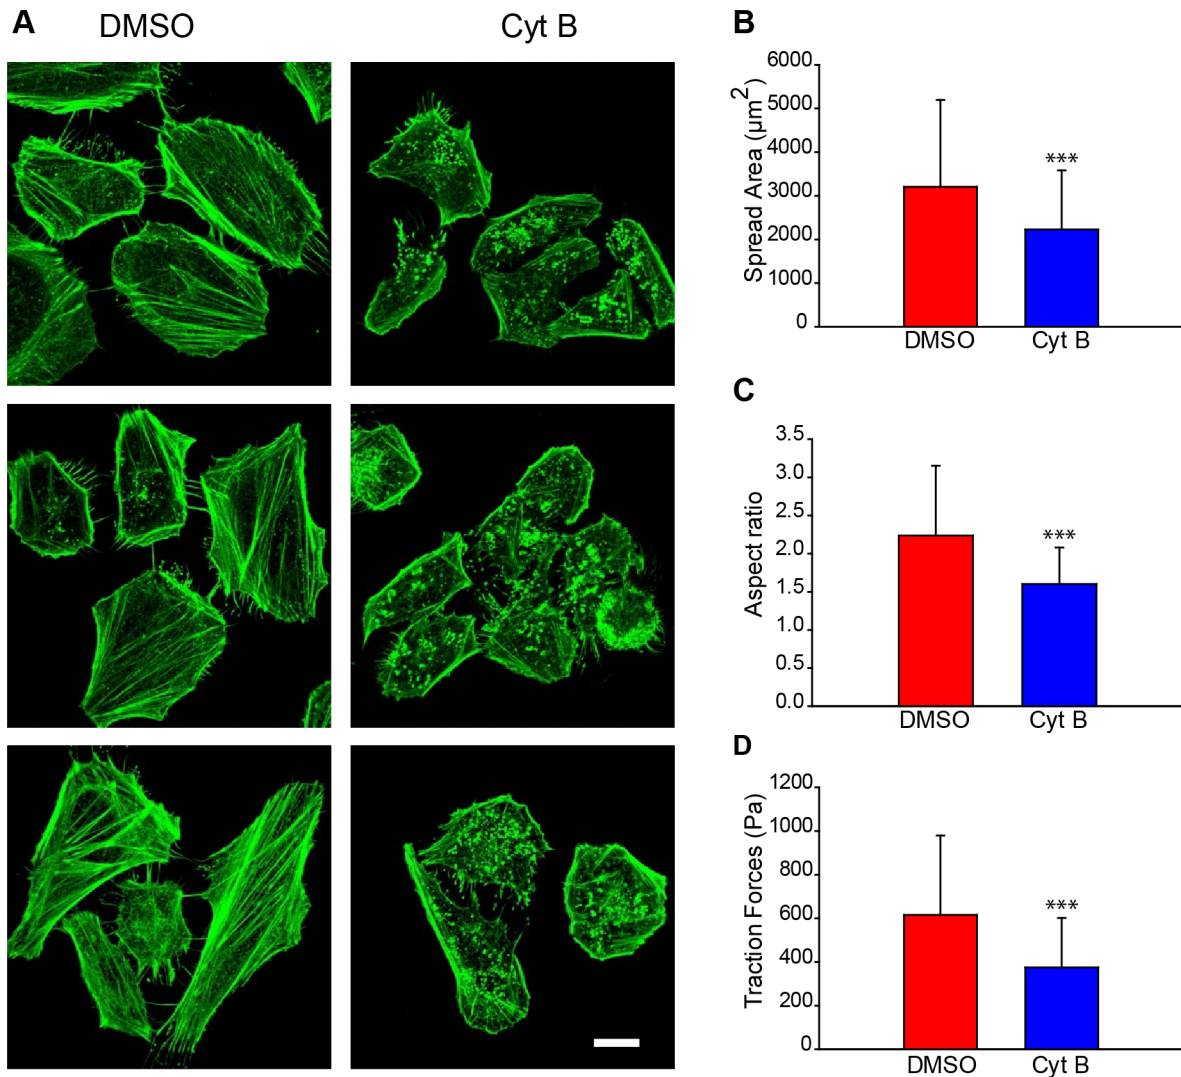 A
DMSO
Cyt B
B
Spread Area (μm²)
6000
5000
4000
3000
2000
1000
0
***
DMSO
Cyt B
C
Aspect ratio
3.5
3.0
2.5
2.0
1.5
1.0
0.5
0.0
***
DMSO
Cyt B
D
Traction Forces (Pa)
1200
1000
800
600
400
200
0
***
DMSO
Cyt B